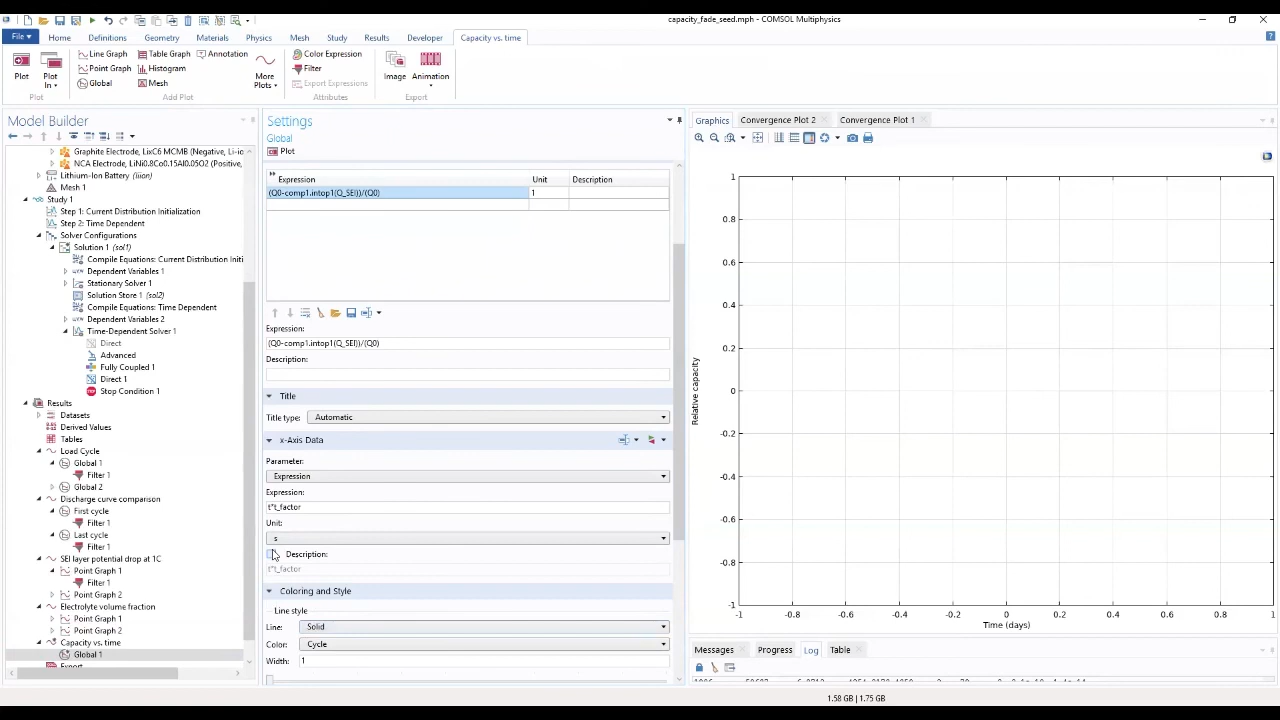 capacity_fade_seed.mph - COMSOL Multiphysics
File Home Definitions Geometry Materials Physics Mesh Study Results Developer Capacity vs. time
Plot
Plot In
Line Graph
Point Graph
Global
Table Graph
Histogram
Mesh
Annotation
More Plots
Color Expression
Filter
Export Expressions
Image
Animation
Plot Add Plot Attributes Export
Model Builder
Graphite Electrode, LixC6 MCMB (Negative, Li-io
NCA Electrode, LiNi0.8Co0.15Al0.05O2 (Positive,
Lithium-Ion Battery (liion)
Mesh 1
Study 1
Step 1: Current Distribution Initialization
Step 2: Time Dependent
Solver Configurations
Solution 1 (sol1)
Compile Equations: Current Distribution Initi
Dependent Variables 1
Stationary Solver 1
Solution Store 1 (sol2)
Compile Equations: Time Dependent
Dependent Variables 2
Time-Dependent Solver 1
Direct
Advanced
Fully Coupled 1
Direct 1
Stop Condition 1
Results
Datasets
Derived Values
Tables
Load Cycle
Global 1
Filter 1
Global 2
Discharge curve comparison
First cycle
Filter 1
Last cycle
Filter 1
SEI layer potential drop at 1C
Point Graph 1
Filter 1
Point Graph 2
Electrolyte volume fraction
Point Graph 1
Point Graph 2
Capacity vs. time
Global 1
Export
Settings
Global
Plot
Expression Unit Description
(Q0-comp1.intop1(Q_SEI))/(Q0) 1
Expression:
(Q0-comp1.intop1(Q_SEI))/(Q0)
Description:
Title
Title type: Automatic
x-Axis Data
Parameter:
Expression
Expression:
t*t_factor
Unit:
s
Description:
t*t_factor
Coloring and Style
Line style
Line: Solid
Color: Cycle
Width: 1
Graphics Convergence Plot 2 Convergence Plot 1
1
0.8
0.6
0.4
0.2
0
-0.2
-0.4
-0.6
-0.8
-1
Relative capacity
-1 -0.8 -0.6 -0.4 -0.2 0 0.2 0.4 0.6 0.8 1
Time (days)
Messages Progress Log Table
1.58 GB | 1.75 GB